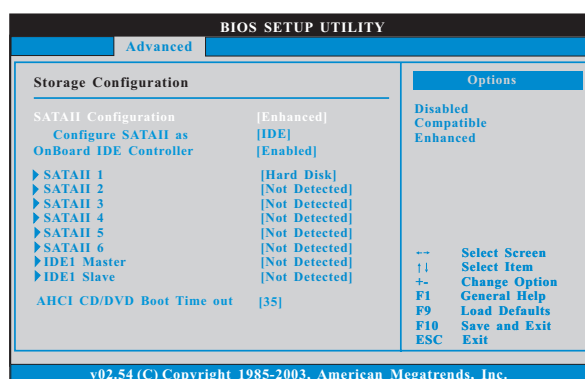 BIOS SETUP UTILITY
Advanced
Storage Configuration
SATAII Configuration [Enhanced]
Configure SATAII as [IDE]
OnBoard IDE Controller [Enabled]
SATAII 1 [Hard Disk]
SATAII 2 [Not Detected]
SATAII 3 [Not Detected]
SATAII 4 [Not Detected]
SATAII 5 [Not Detected]
SATAII 6 [Not Detected]
IDE1 Master [Not Detected]
IDE1 Slave [Not Detected]
AHCI CD/DVD Boot Time out [35]
Options
Disabled
Compatible
Enhanced
←→ Select Screen
↑↓ Select Item
+- Change Option
F1 General Help
F9 Load Defaults
F10 Save and Exit
ESC Exit
v02.54 (C) Copyright 1985-2003, American Megatrends, Inc.